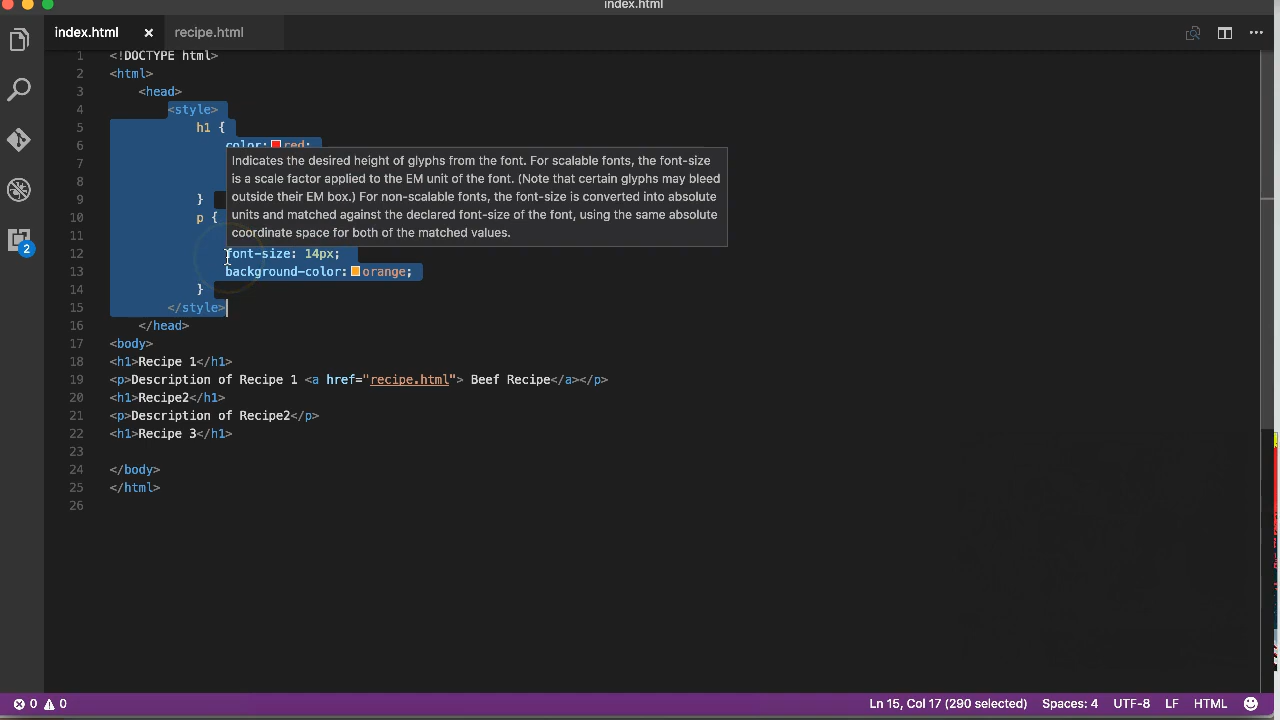 index.html
index.html × recipe.html
1 <!DOCTYPE html>
2 <html>
3 <head>
4 <style>
5 h1 {
6 color: red;
7
8
9 }
10 p {
11
12 font-size: 14px;
13 background-color: orange;
14 }
15 </style>
16 </head>
17 <body>
18 <h1>Recipe 1</h1>
19 <p>Description of Recipe 1 <a href="recipe.html"> Beef Recipe</a></p>
20 <h1>Recipe2</h1>
21 <p>Description of Recipe2</p>
22 <h1>Recipe 3</h1>
23
24 </body>
25 </html>
26
Indicates the desired height of glyphs from the font. For scalable fonts, the font-size
is a scale factor applied to the EM unit of the font. (Note that certain glyphs may bleed
outside their EM box.) For non-scalable fonts, the font-size is converted into absolute
units and matched against the declared font-size of the font, using the same absolute
coordinate space for both of the matched values.
2
0 0 Ln 15, Col 17 (290 selected) Spaces: 4 UTF-8 LF HTML